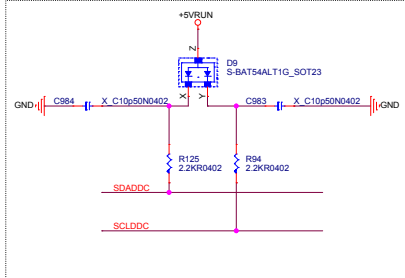 +5VRUN
Z
D9
S-BAT54ALT1G_SOT23
X
Y
GND
C984
X_C10p50N0402
C983
X_C10p50N0402
GND
R125
2.2KR0402
R94
2.2KR0402
SDADDC
SCLDDC